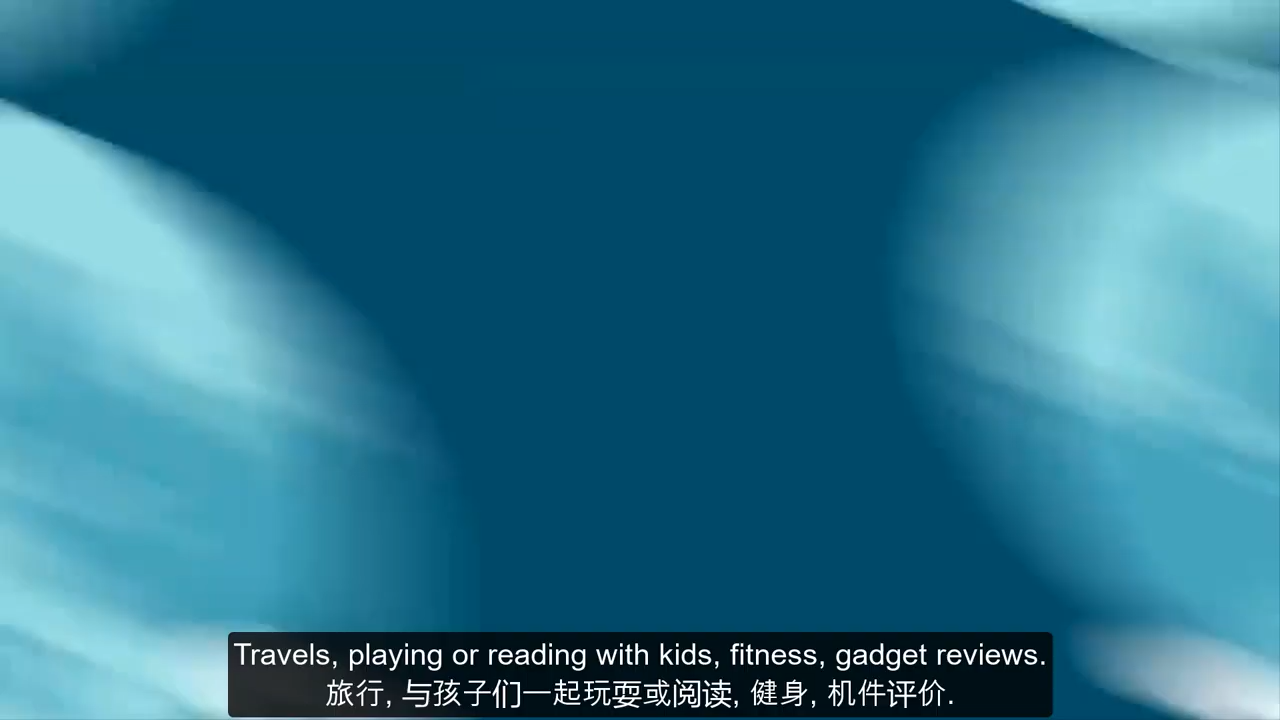 Travels, playing or reading with kids, fitness, gadget reviews.
旅行, 与孩子们一起玩耍或阅读, 健身, 机件评价.